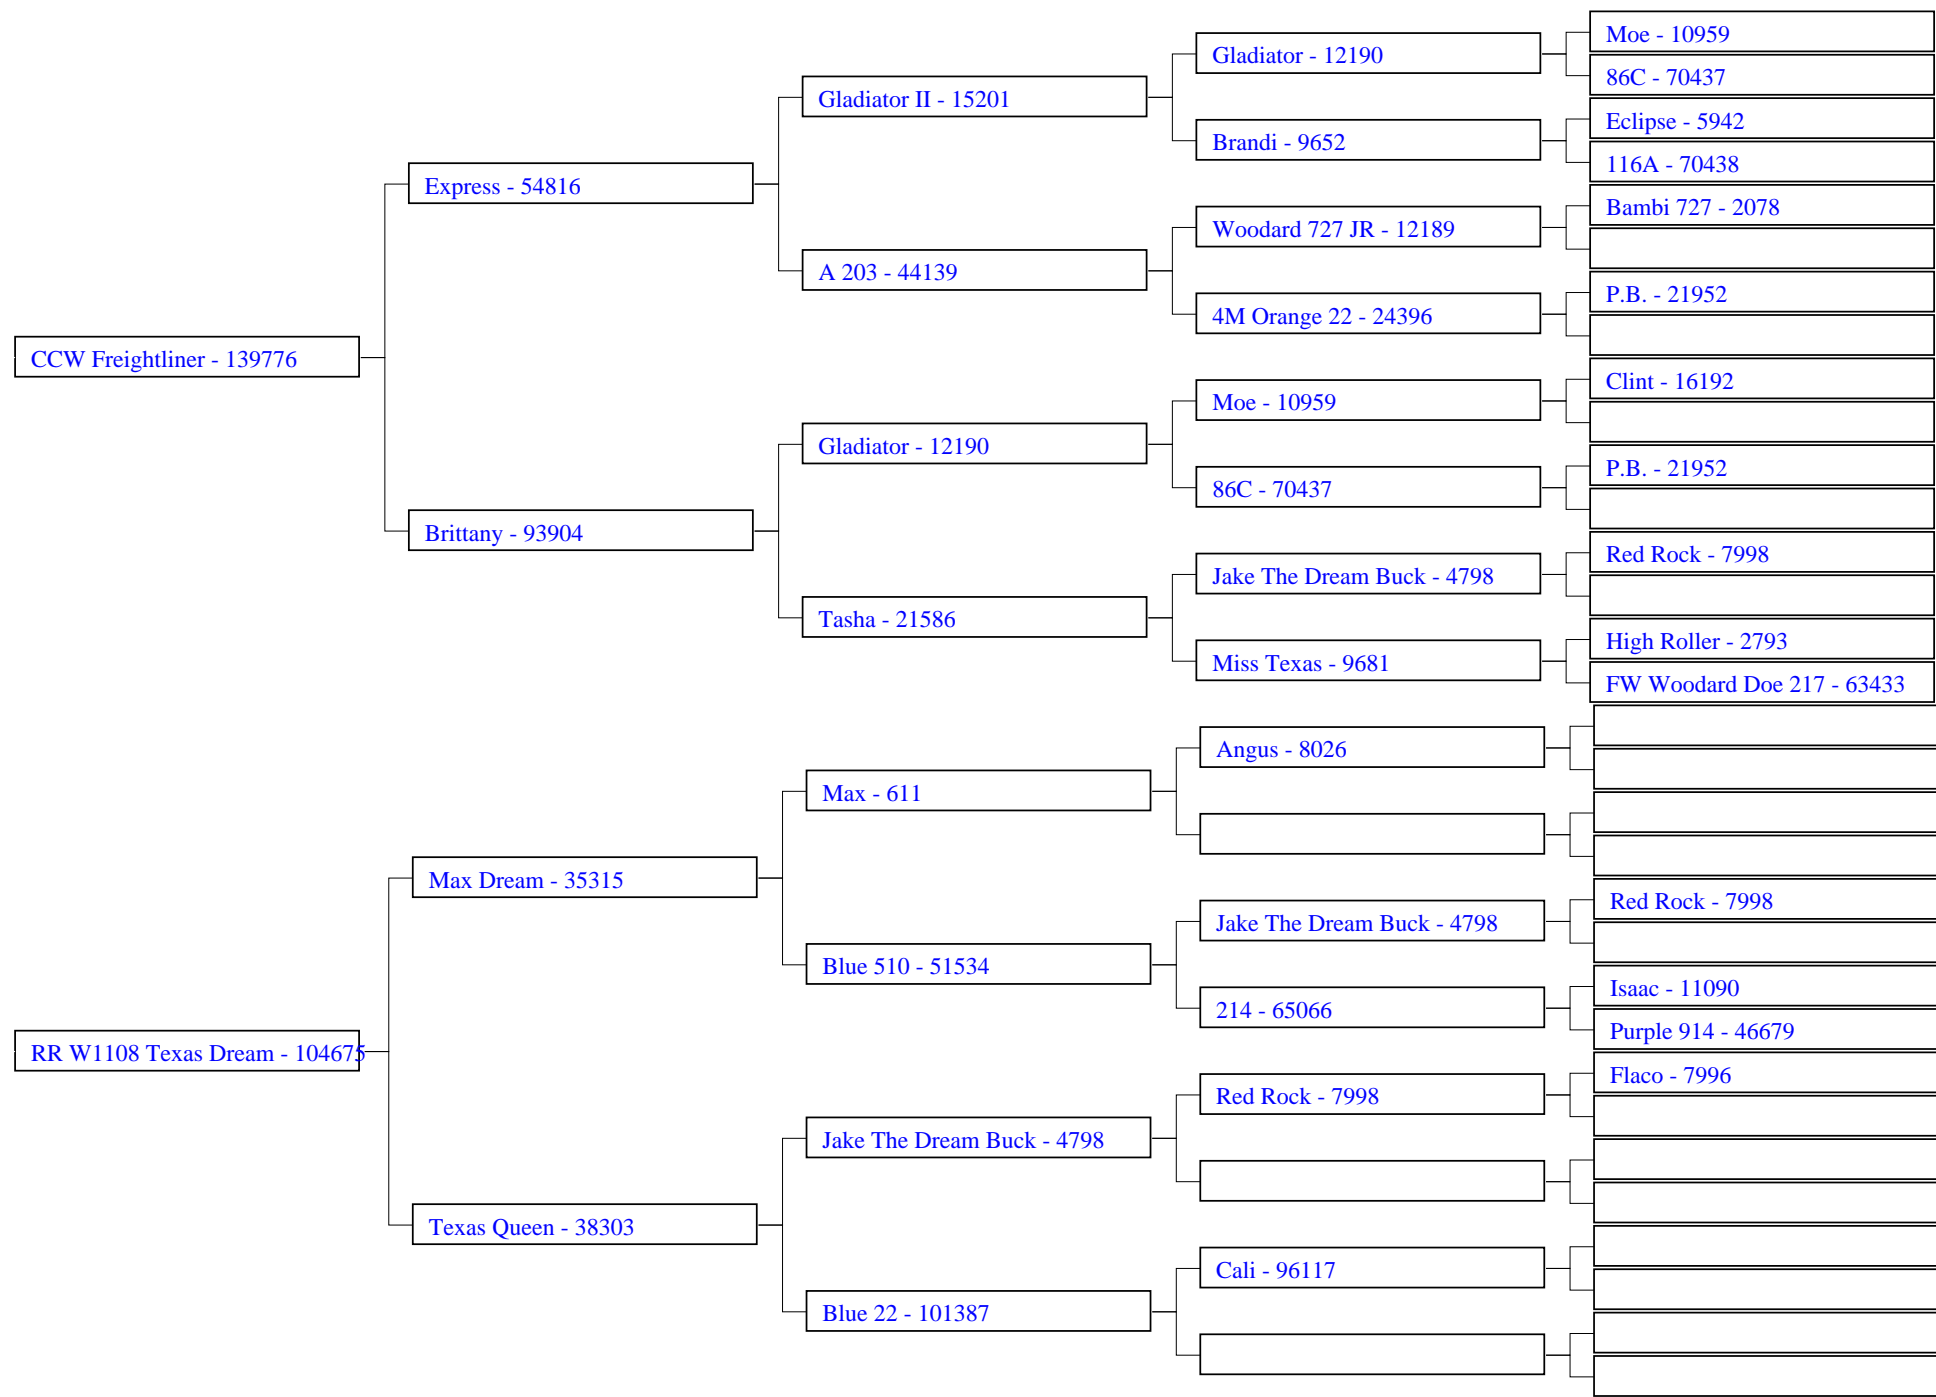 Moe - 10959
Gladiator - 12190
86C - 70437
Gladiator II - 15201
Eclipse - 5942
Brandi - 9652
116A - 70438
Express - 54816
Bambi 727 - 2078
Woodard 727 JR - 12189
A 203 - 44139
P.B. - 21952
4M Orange 22 - 24396
CCW Freightliner - 139776
Clint - 16192
Moe - 10959
Gladiator - 12190
P.B. - 21952
86C - 70437
Brittany - 93904
Red Rock - 7998
Jake The Dream Buck - 4798
Tasha - 21586
High Roller - 2793
Miss Texas - 9681
FW Woodard Doe 217 - 63433
Angus - 8026
Max - 611
Max Dream - 35315
Red Rock - 7998
Jake The Dream Buck - 4798
Blue 510 - 51534
Isaac - 11090
214 - 65066
Purple 914 - 46679
RR W1108 Texas Dream - 104675
Flaco - 7996
Red Rock - 7998
Jake The Dream Buck - 4798
Texas Queen - 38303
Cali - 96117
Blue 22 - 101387